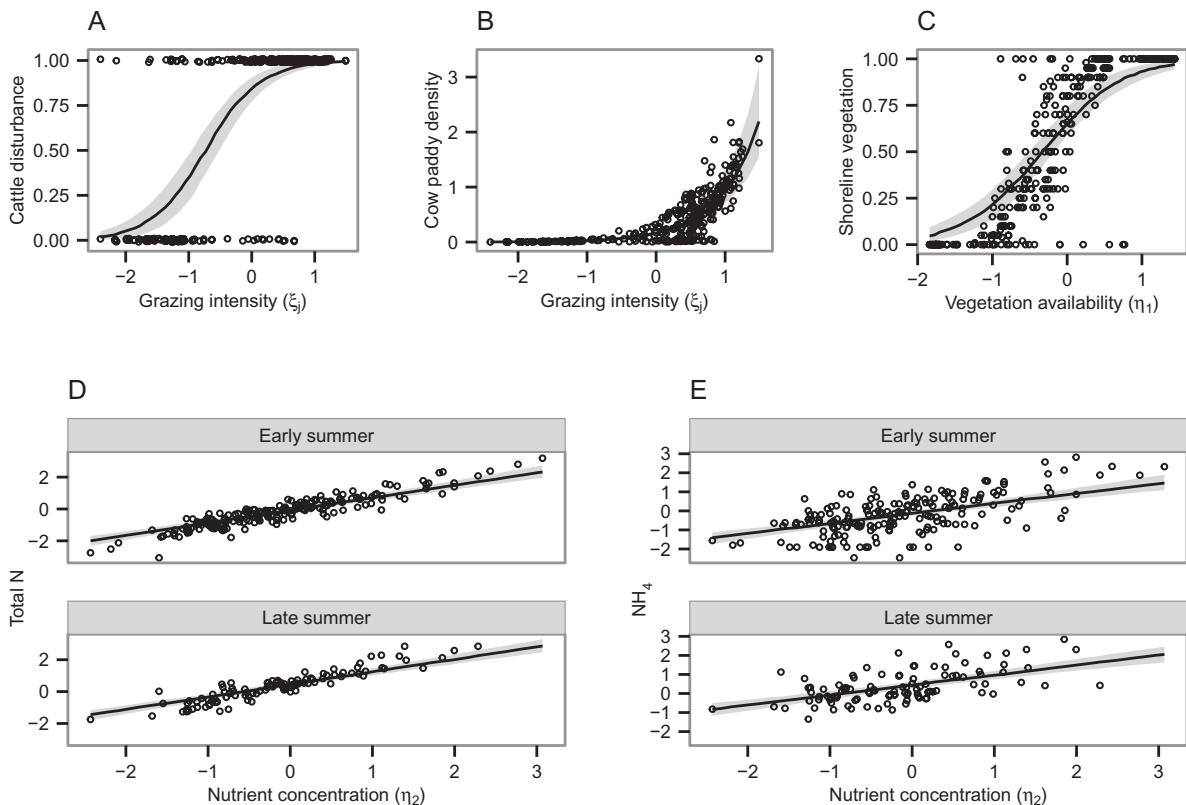 A
B
C
Cattle disturbance
1.00
0.75
0.50
0.25
0.00
−2 −1 0 1
Grazing intensity (ξj)
Cow paddy density
3
2
1
0
−2 −1 0 1
Grazing intensity (ξj)
Shoreline vegetation
1.00
0.75
0.50
0.25
0.00
−2 −1 0 1
Vegetation availability (η1)
D
Total N
Early summer
2
0
−2
Late summer
2
0
−2
−2 −1 0 1 2 3
Nutrient concentration (η2)
E
NH4
Early summer
3
2
1
0
−1
−2
Late summer
3
2
1
0
−1
−2
−2 −1 0 1 2 3
Nutrient concentration (η2)